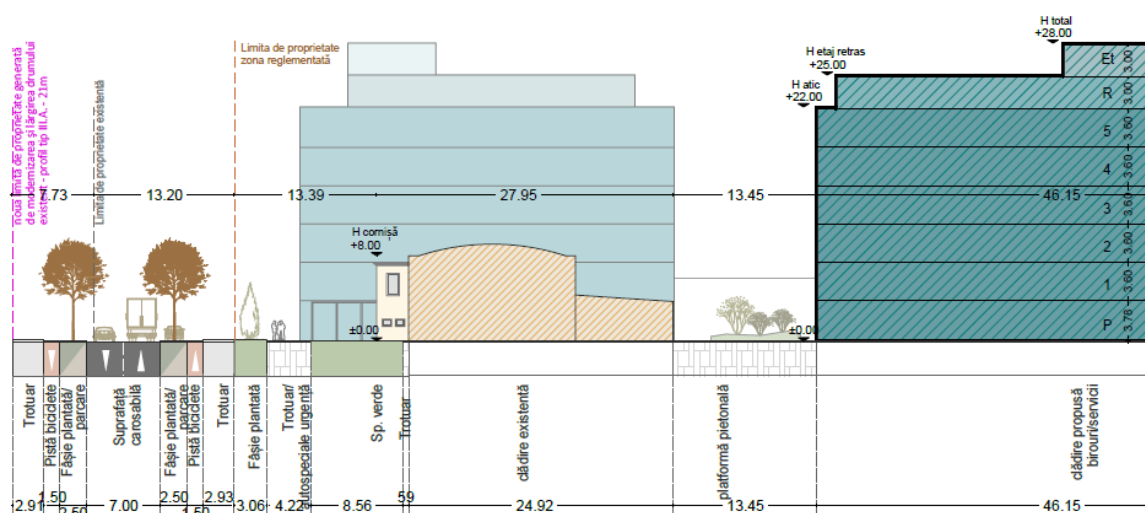 nouă limită de proprietate generată
de modernizarea și lărgirea drumului
existent - profil tip III.A. - 21m
Limita de proprietate existentă
Limita de proprietate
zona reglementată
H total
+28.00
H etaj retras
+25.00
H atic
+22.00
Et
R
5
4
3
2
1
P
3.00
3.00
3.60
3.60
3.60
3.60
3.60
3.78
7.73
13.20
13.39
27.95
13.45
46.15
H cornișă
+8.00
±0.00
±0.00
Trotuar
Pistă biciclete
Fâșie plantată/
parcare
Suprafață
carosabilă
Fâșie plantată/
parcare
Pistă biciclete
Trotuar
Fâșie plantată
Trotuar/
autospeciale urgență
Sp. verde
Trotuar
clădire existentă
platformă pietonală
clădire propusă
birouri/servicii
2.91
1.50
2.50
7.00
2.50
1.50
2.93
3.06
4.22
8.56
59
24.92
13.45
46.15